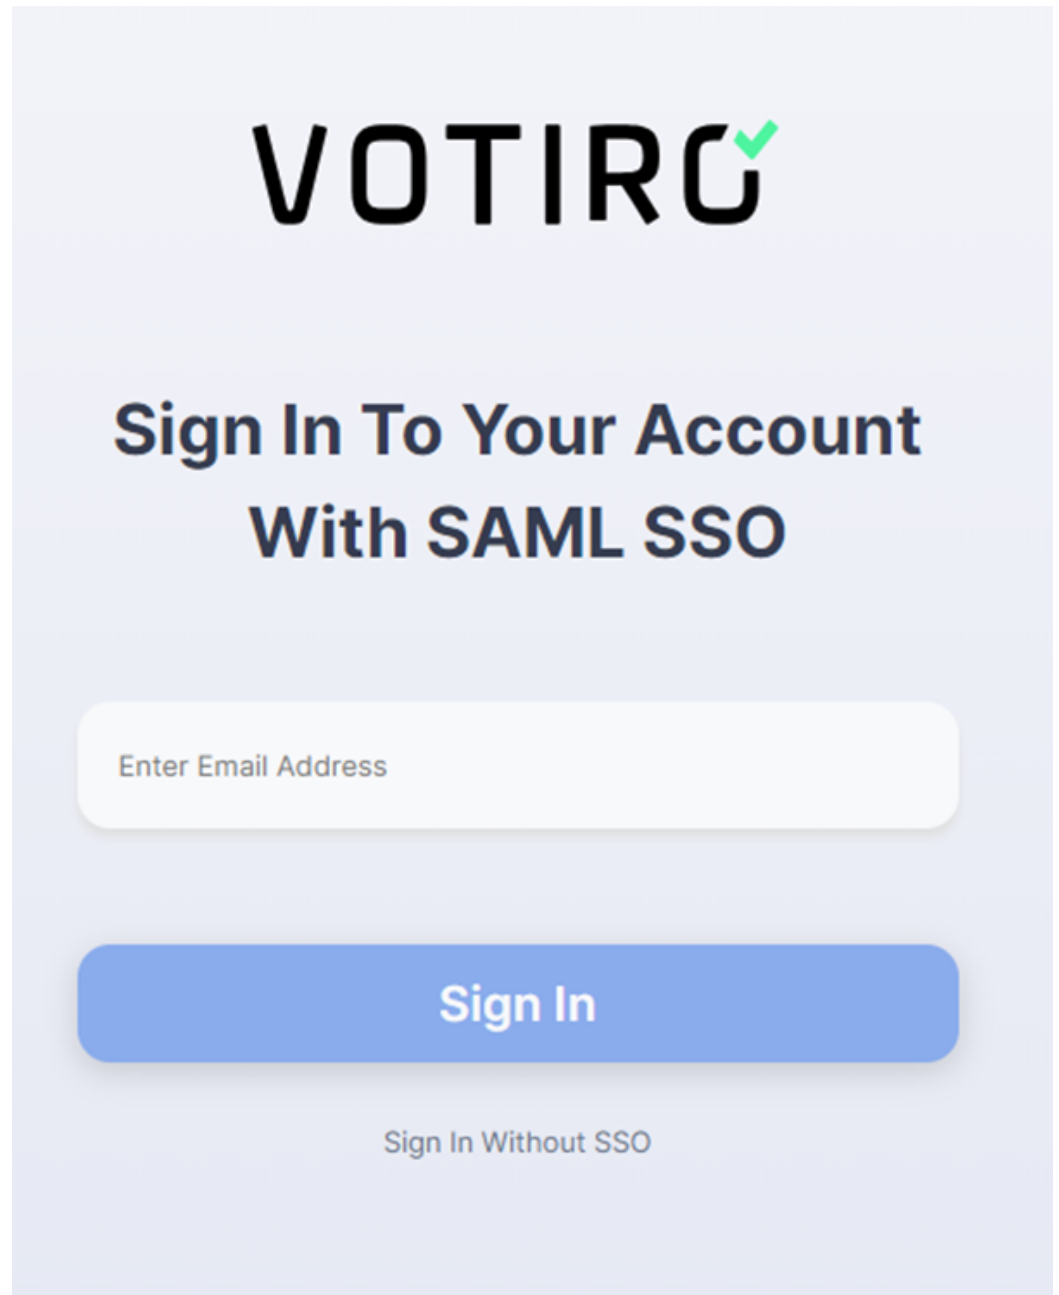 VOTIRO
Sign In To Your Account
With SAML SSO
Enter Email Address
Sign In
Sign In Without SSO